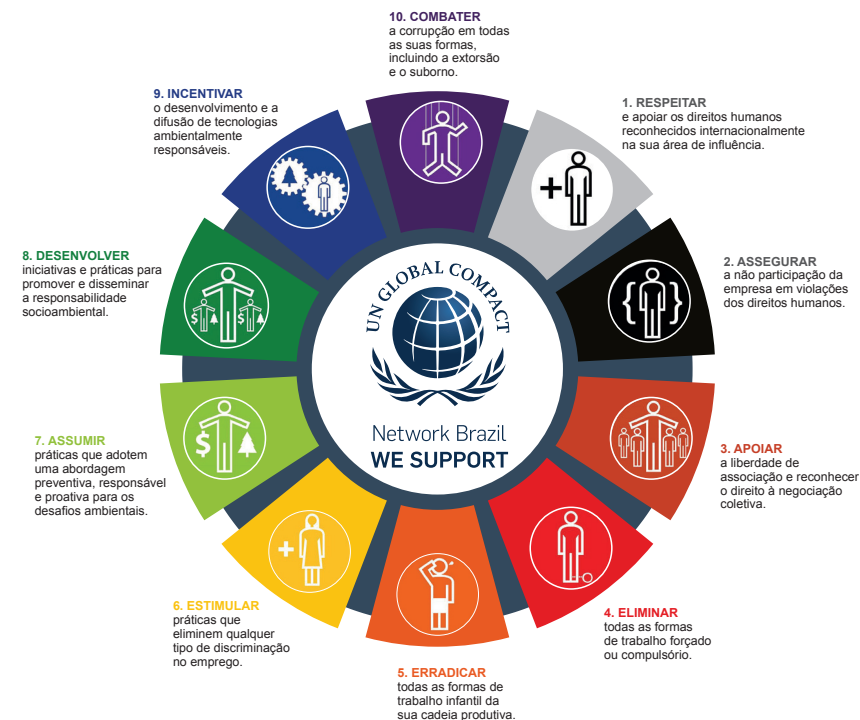 10. COMBATER
a corrupção em todas
as suas formas,
incluindo a extorsão
e o suborno.
1. RESPEITAR
e apoiar os direitos humanos
reconhecidos internacionalmente
na sua área de influência.
2. ASSEGURAR
a não participação da
empresa em violações
dos direitos humanos.
3. APOIAR
a liberdade de
associação e reconhecer
o direito à negociação
coletiva.
4. ELIMINAR
todas as formas
de trabalho forçado
ou compulsório.
5. ERRADICAR
todas as formas de
trabalho infantil da
sua cadeia produtiva.
6. ESTIMULAR
práticas que
eliminem qualquer
tipo de discriminação
no emprego.
7. ASSUMIR
práticas que adotem
uma abordagem
preventiva, responsável
e proativa para os
desafios ambientais.
8. DESENVOLVER
iniciativas e práticas para
promover e disseminar
a responsabilidade
socioambiental.
9. INCENTIVAR
o desenvolvimento e a
difusão de tecnologias
ambientalmente
responsáveis.
UN GLOBAL COMPACT
Network Brazil
WE SUPPORT